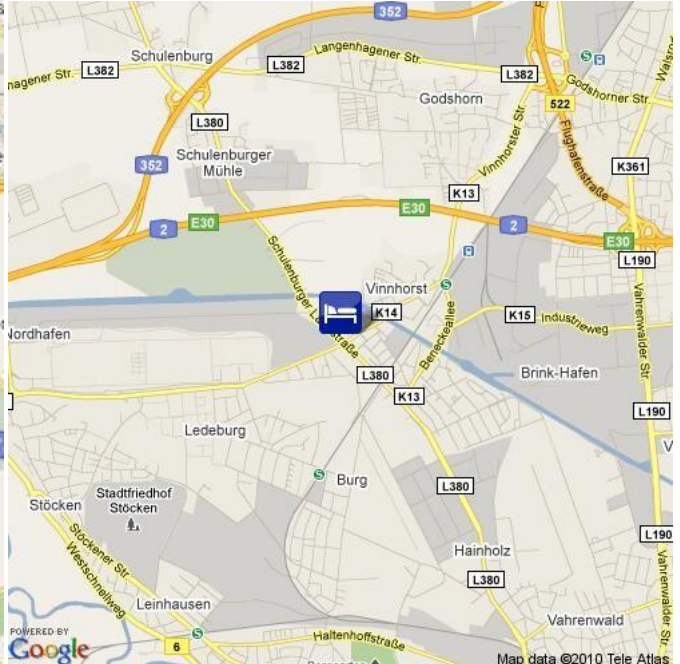 352
Schulenburg
L382
L382
Langenhagener Str.
L382
hagener Str.
Godshorn
Godshorner Str
522
L380
Flughafenstraße
Vinnhorster Str
Schulenburger
Mühle
352
K361
K13
E30
2
E30
2
E30
L190
Schulenburger
Vinnhorst
K14
K15
Industrieweg
Vahrenwalder Str
Nordhafen
Beneckeallee
L380
Brink-Hafen
K13
L190
Ledeburg
Burg
L380
Stadtfriedhof
Stöcken
Stöcken
L190
Stöckener Str.
Westschnellweg
Hainholz
L380
Vahrenwalder
Leinhausen
Vahrenwald
POWERED BY
Google
6
Haltenhoffstraße
Map data ©2010 Tele Atlas